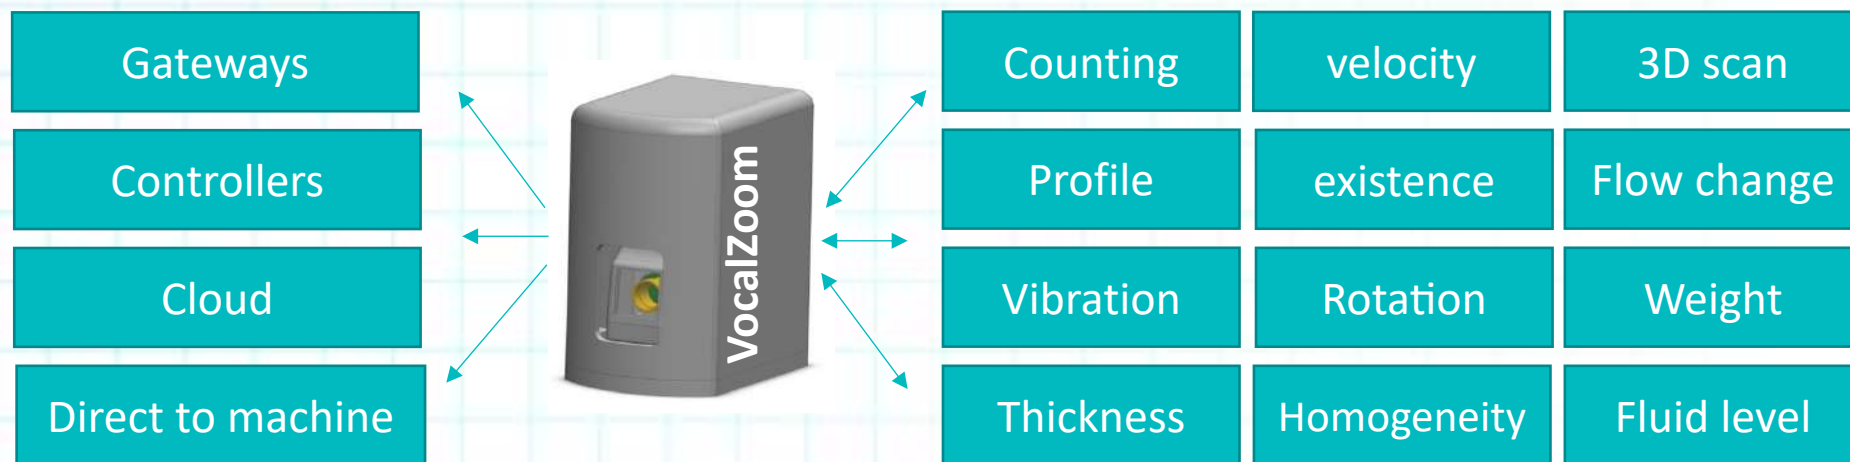 Gateways
Controllers
Cloud
Direct to machine
VocalZoom
Counting
velocity
3D scan
Profile
existence
Flow change
Vibration
Rotation
Weight
Thickness
Homogeneity
Fluid level